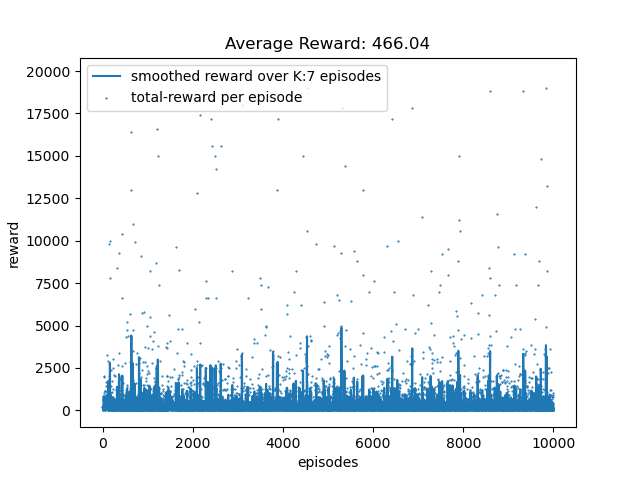 Average Reward: 466.04
smoothed reward over K:7 episodes
total-reward per episode
20000
17500
15000
12500
10000
7500
5000
2500
0
reward
0 2000 4000 6000 8000 10000
episodes